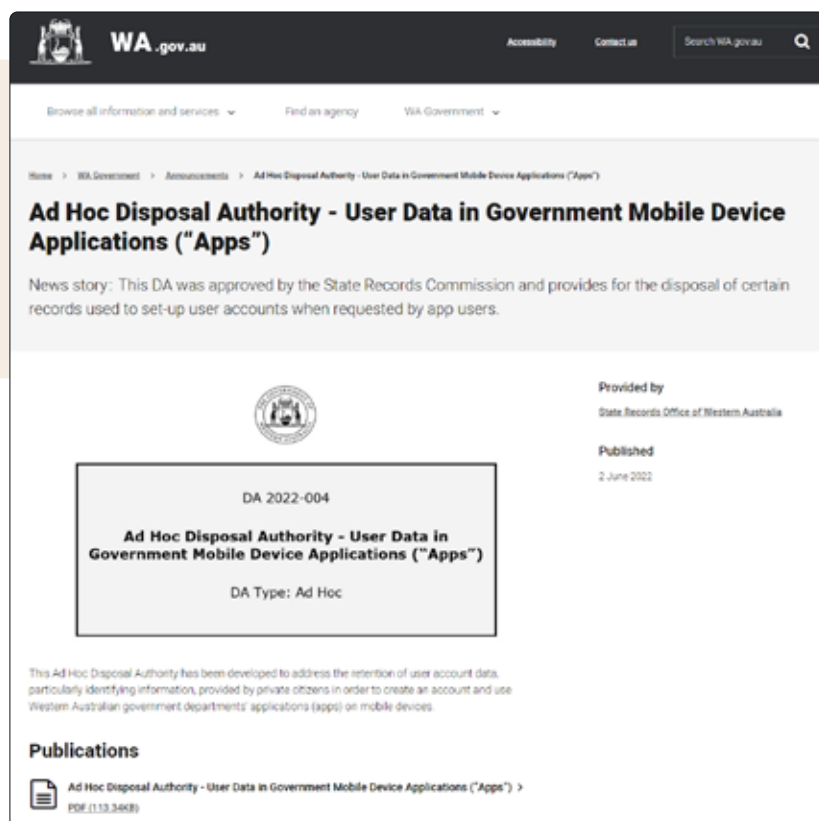 WA.gov.au
Accessibility
Contact us
Search WA.gov.au
Browse all information and services
Find an agency
WA Government
Home > WA Government > Announcements > Ad Hoc Disposal Authority - User Data in Government Mobile Device Applications ("Apps")
Ad Hoc Disposal Authority - User Data in Government Mobile Device
Applications (“Apps”)
News story: This DA was approved by the State Records Commission and provides for the disposal of certain
records used to set-up user accounts when requested by app users.
Provided by
State Records Office of Western Australia
Published
2 June 2022
DA 2022-004
Ad Hoc Disposal Authority - User Data in
Government Mobile Device Applications (“Apps”)
DA Type: Ad Hoc
This Ad Hoc Disposal Authority has been developed to address the retention of user account data,
particularly identifying information, provided by private citizens in order to create an account and use
Western Australian government departments' applications (apps) on mobile devices.
Publications
Ad Hoc Disposal Authority - User Data in Government Mobile Device Applications ("Apps") >
PDF (113.34KB)